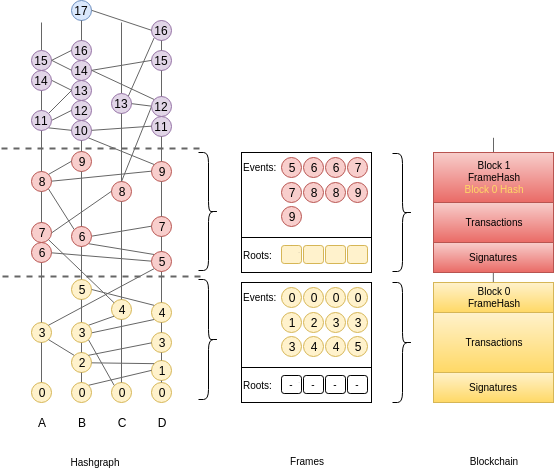 17
16
16
15 15
14
14
13
13
12 12
11 11
10
9
9
8
8
7
7 6
6
5
5
4 4
3 3
3
2
1
0 0 0 0
A B C D
Hashgraph
Events: 5 6 6 7
7 8 8 9
9
Roots:
Events: 0 0 0 0
1 2 3 3
3 4 4 5
Roots: - - - -
Frames
Block 1
FrameHash
Block 0 Hash
Transactions
Signatures
Block 0
FrameHash
Transactions
Signatures
Blockchain